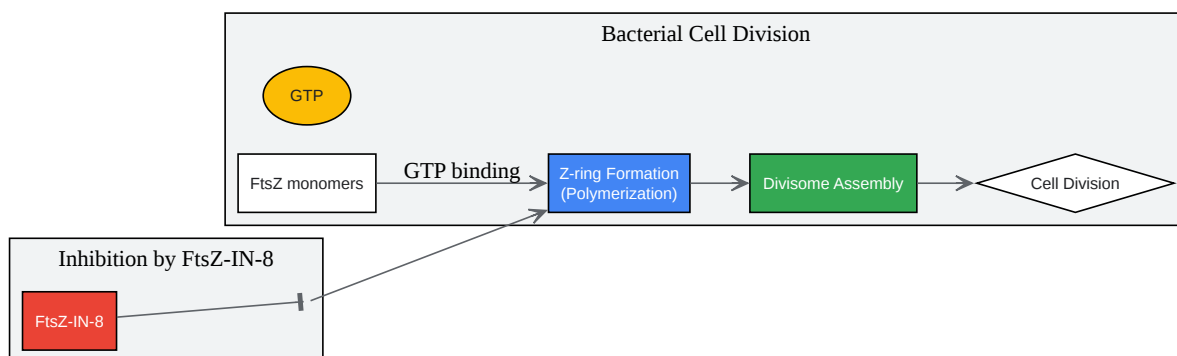 Bacterial Cell Division
GTP
FtsZ monomers
GTP binding
Z-ring Formation
(Polymerization)
Divisome Assembly
Cell Division
Inhibition by FtsZ-IN-8
FtsZ-IN-8